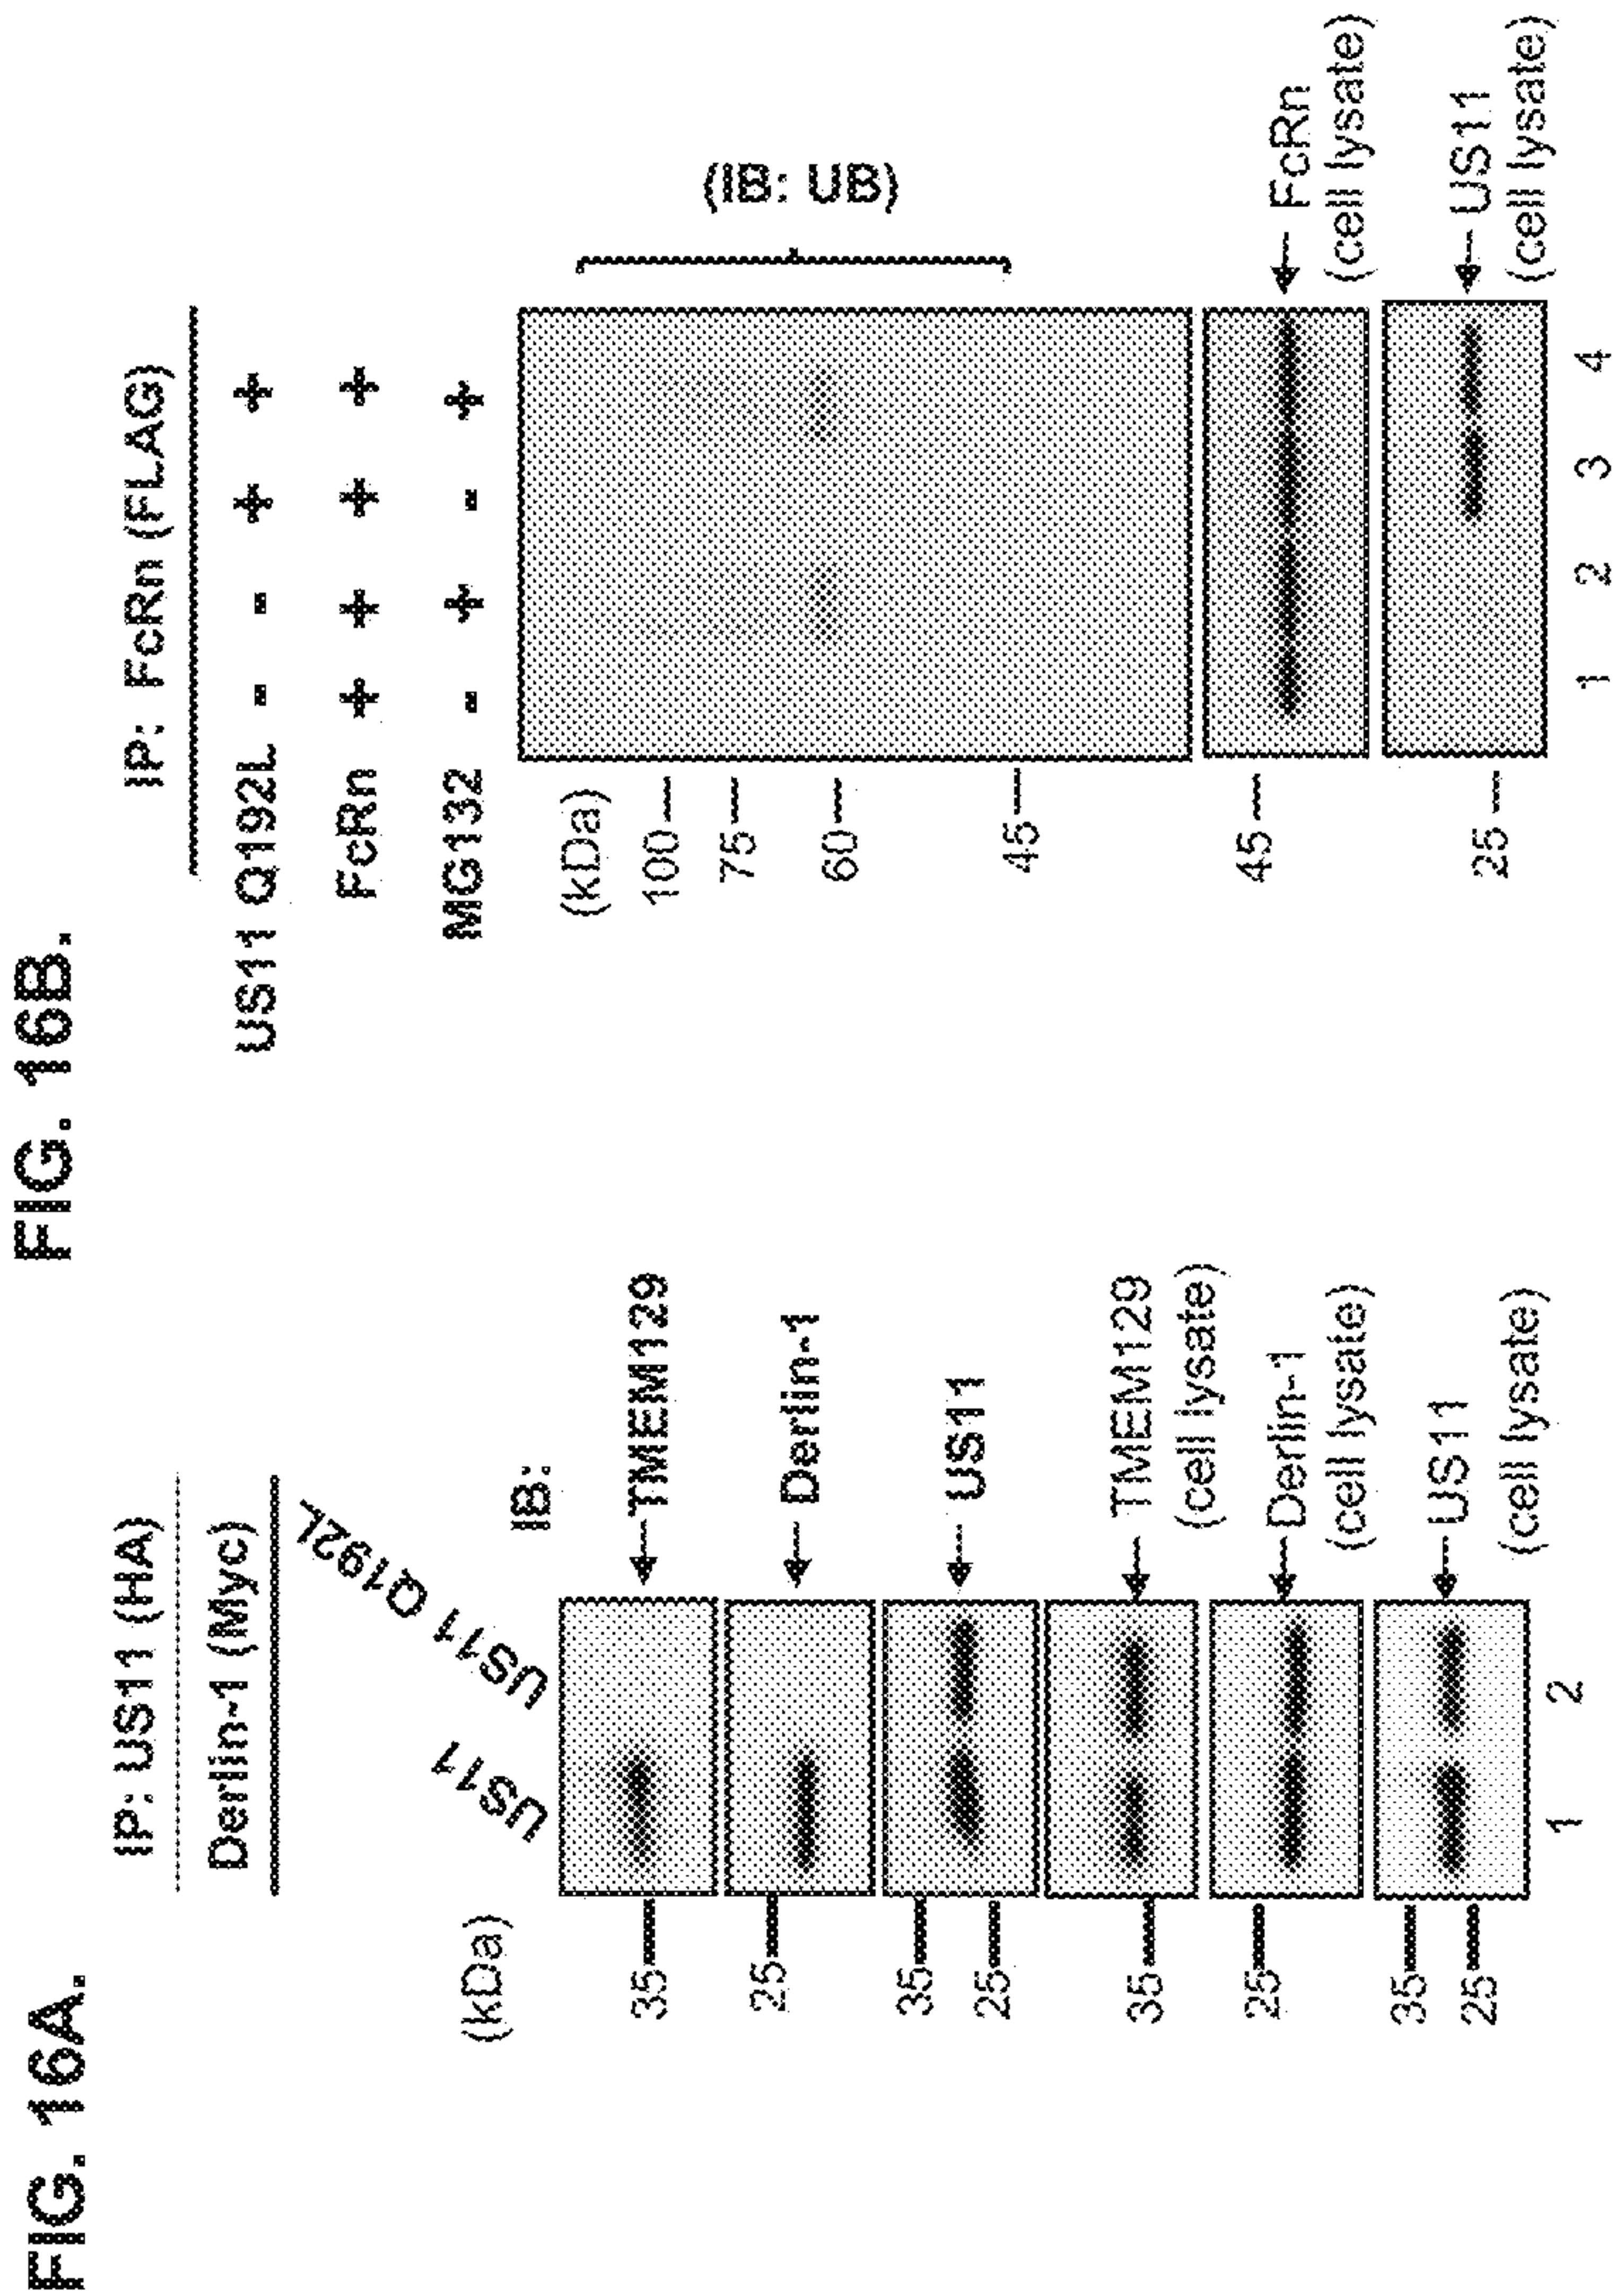 FIG. 16A.
IP: US11 (HA)
Derlin-1 (Myc)
US11 US11 Q192L
(kDa) IB:
35 TMEM129
25 Derlin-1
35 US11
25
35 TMEM129
(cell lysate)
25 Derlin-1
(cell lysate)
35 US11
25 (cell lysate)
1 2
FIG. 16B.
IP: FcRn (FLAG)
US11 Q192L - - + +
FcRn + + + +
MG132 - + - +
(kDa)
100
75
60
45
(IB: UB)
45 FcRn
(cell lysate)
25 US11
(cell lysate)
1 2 3 4